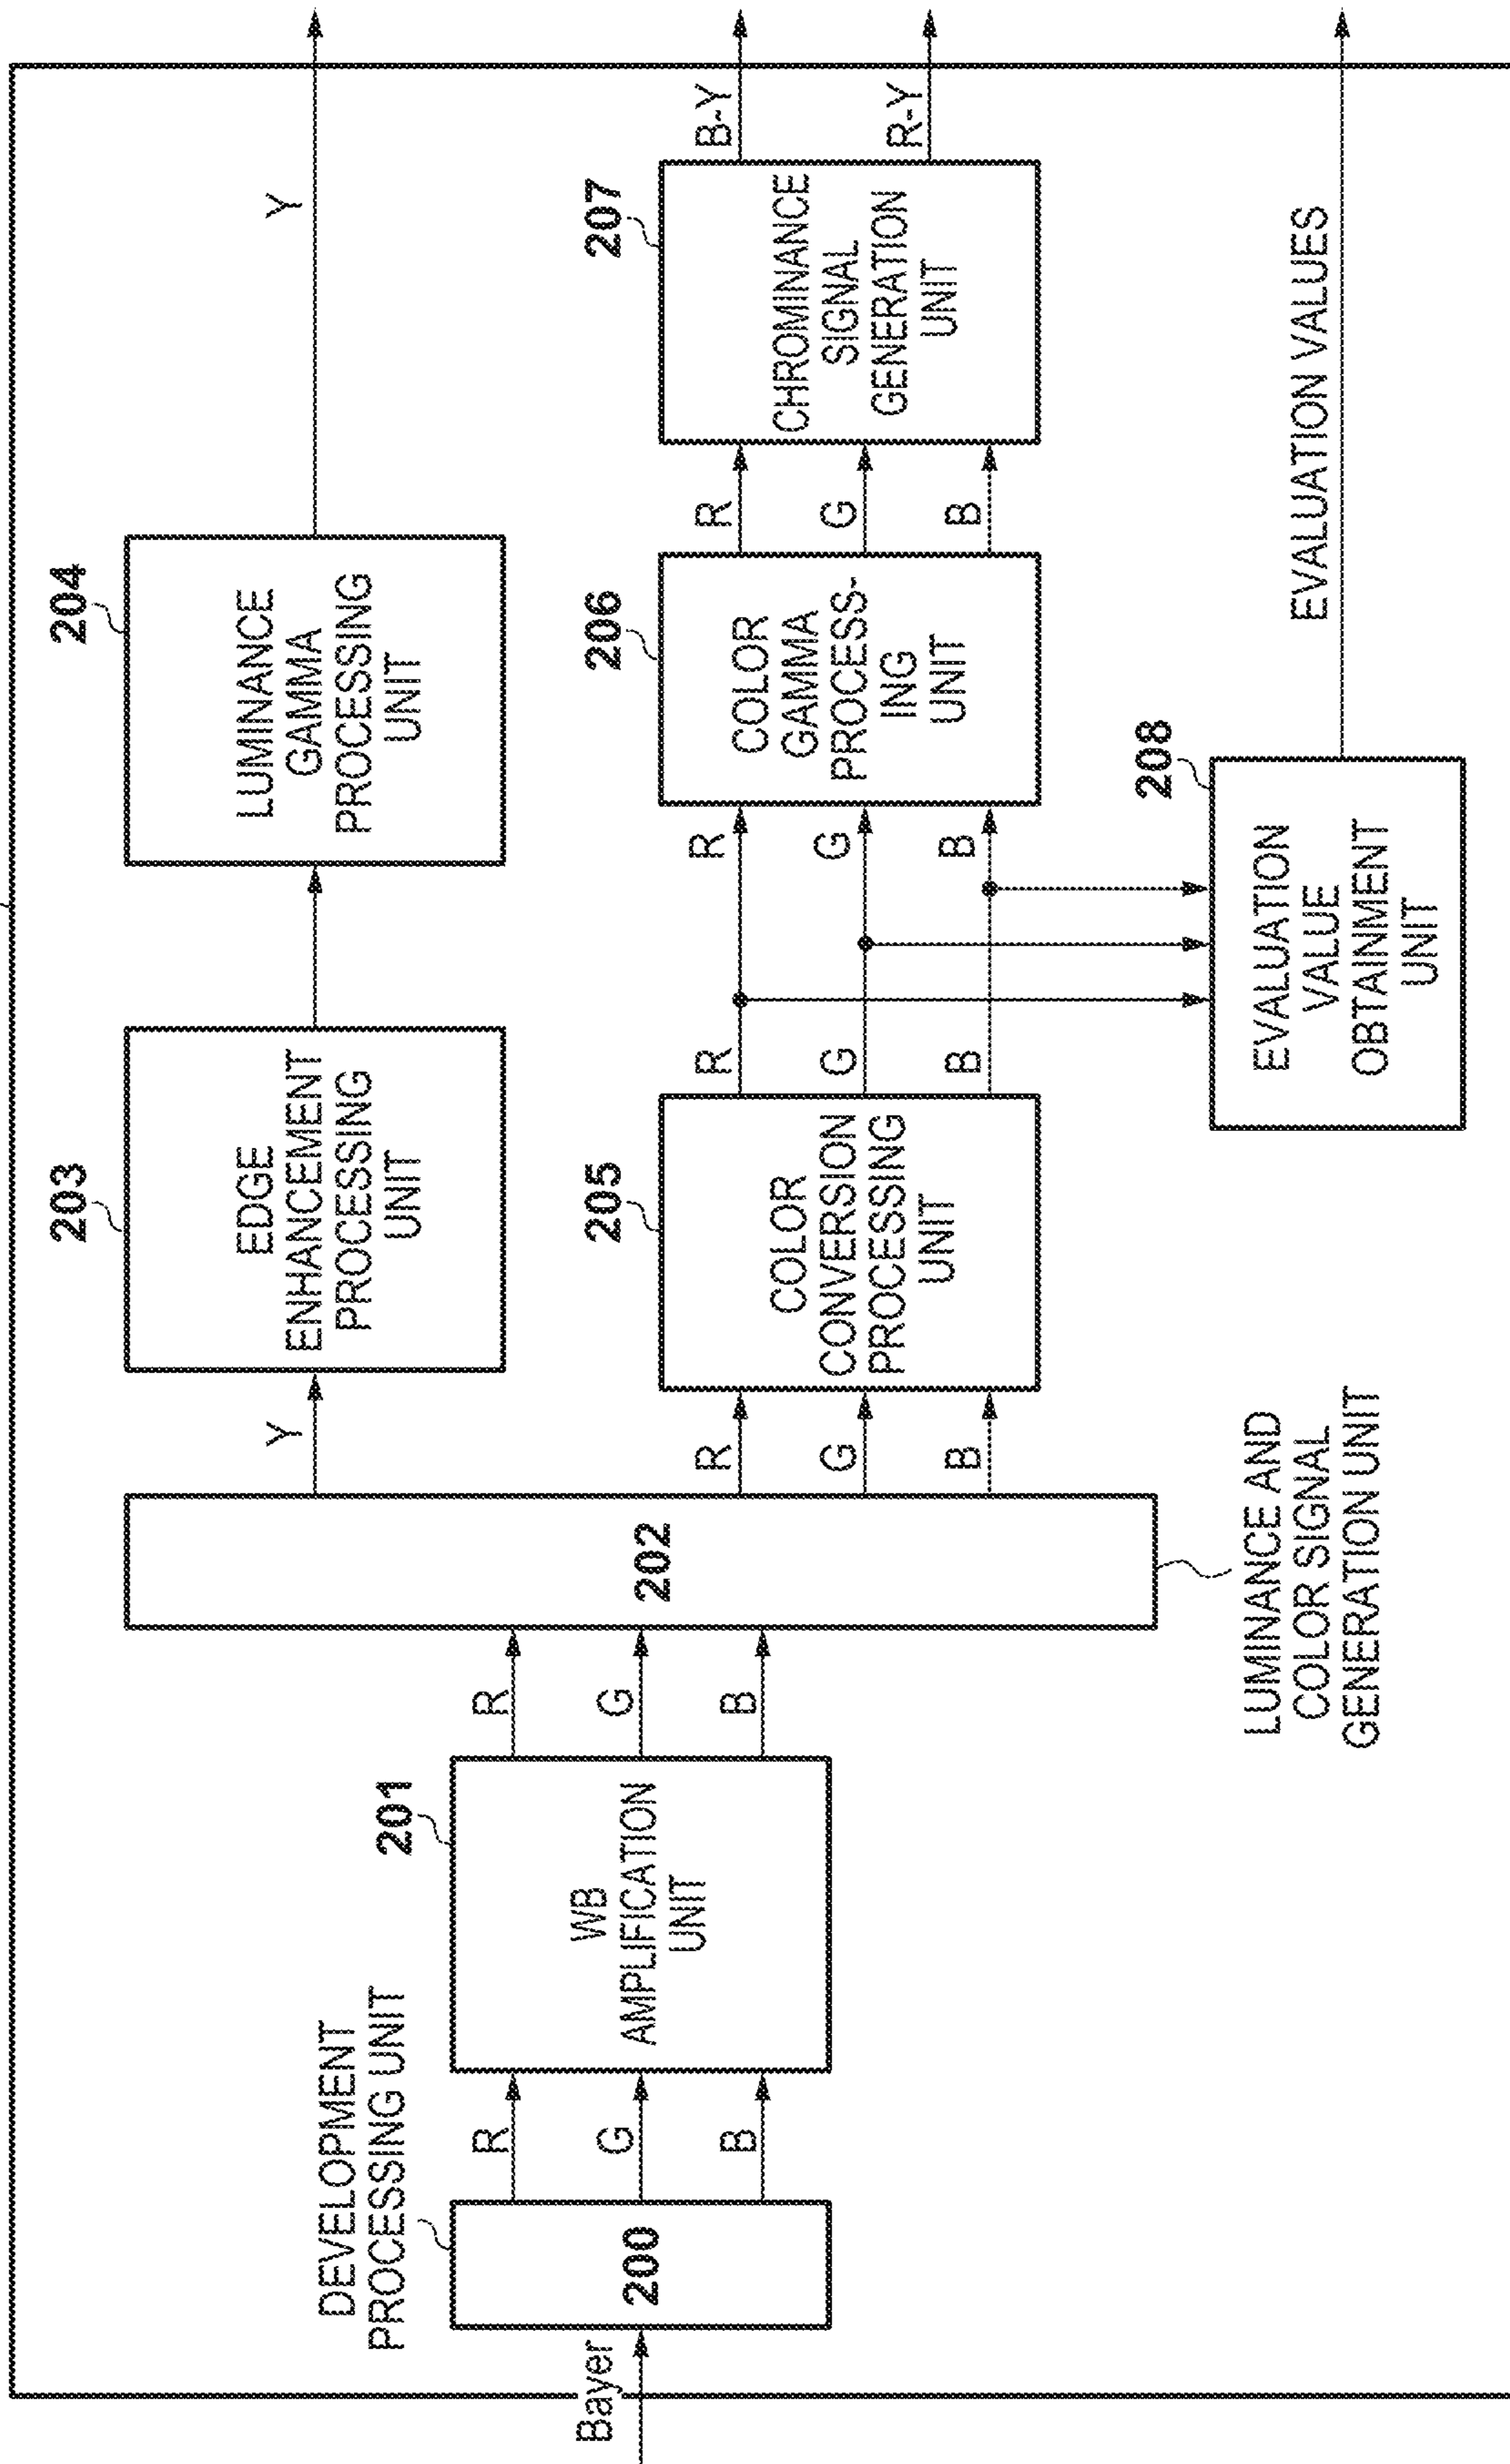 Bayer
DEVELOPMENT
PROCESSING UNIT
200
R
G
B
201
WB
AMPLIFICATION
UNIT
R
G
B
202
LUMINANCE AND
COLOR SIGNAL
GENERATION UNIT
Y
203
EDGE
ENHANCEMENT
PROCESSING
UNIT
204
LUMINANCE
GAMMA
PROCESSING
UNIT
Y
R
G
B
205
COLOR
CONVERSION
PROCESSING
UNIT
R
G
B
R
G
B
206
COLOR
GAMMA
PROCESS-
ING
UNIT
R
G
B
207
CHROMINANCE
SIGNAL
GENERATION
UNIT
B-Y
R-Y
208
EVALUATION
VALUE
OBTAINMENT
UNIT
EVALUATION VALUES